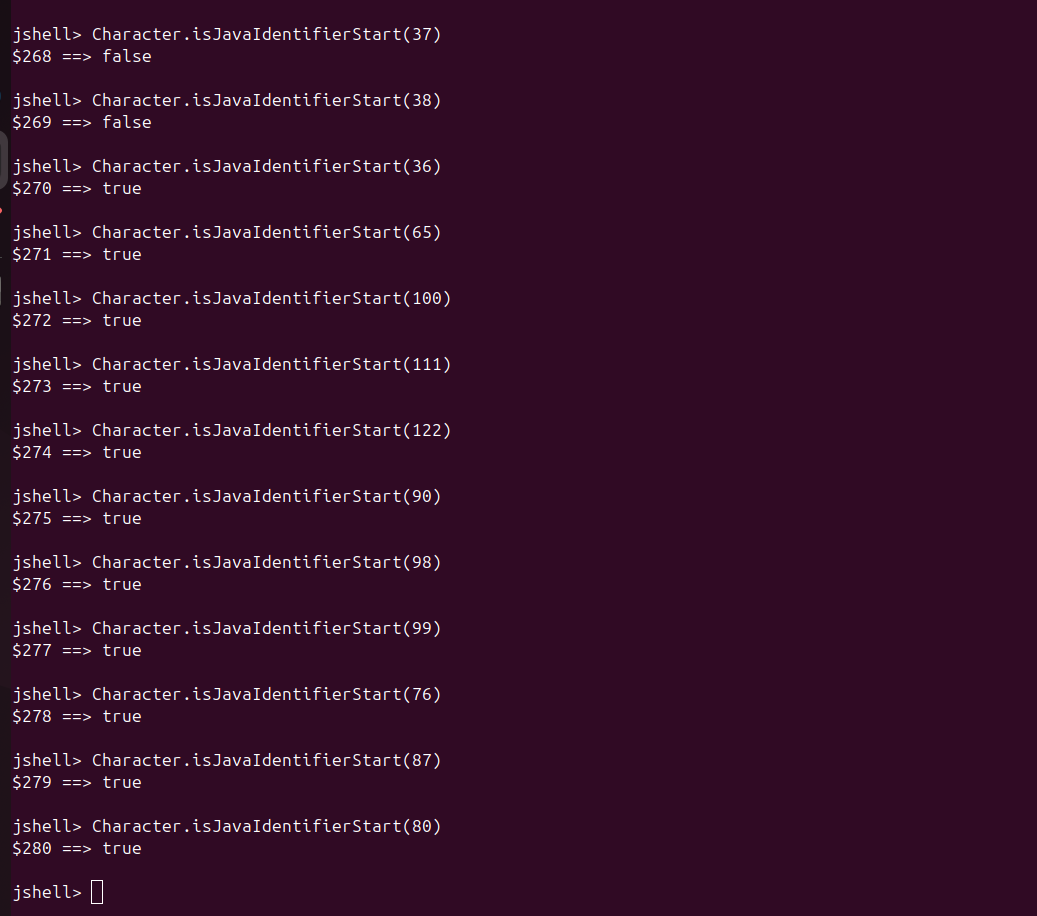 jshell> Character.isJavaIdentifierStart(37)
$268 ==> false
jshell> Character.isJavaIdentifierStart(38)
$269 ==> false
jshell> Character.isJavaIdentifierStart(36)
$270 ==> true
jshell> Character.isJavaIdentifierStart(65)
$271 ==> true
jshell> Character.isJavaIdentifierStart(100)
$272 ==> true
jshell> Character.isJavaIdentifierStart(111)
$273 ==> true
jshell> Character.isJavaIdentifierStart(122)
$274 ==> true
jshell> Character.isJavaIdentifierStart(90)
$275 ==> true
jshell> Character.isJavaIdentifierStart(98)
$276 ==> true
jshell> Character.isJavaIdentifierStart(99)
$277 ==> true
jshell> Character.isJavaIdentifierStart(76)
$278 ==> true
jshell> Character.isJavaIdentifierStart(87)
$279 ==> true
jshell> Character.isJavaIdentifierStart(80)
$280 ==> true
jshell>